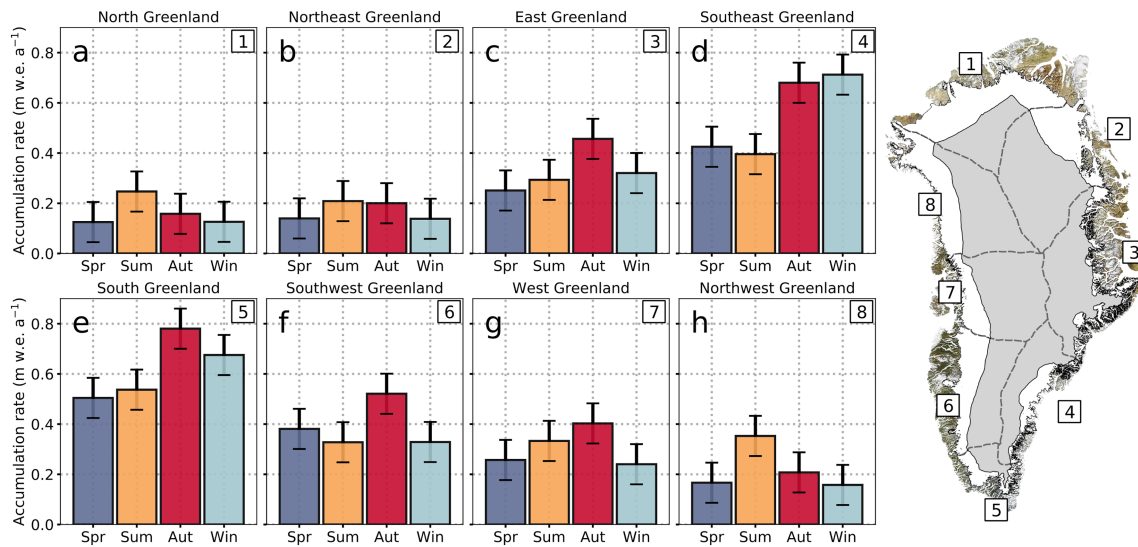 North Greenland
Northeast Greenland
East Greenland
Southeast Greenland
Accumulation rate (m w.e. a⁻¹)
0.8
0.6
0.4
0.2
0.0
a
1
b
2
c
3
d
4
Spr Sum Aut Win
Spr Sum Aut Win
Spr Sum Aut Win
Spr Sum Aut Win
South Greenland
Southwest Greenland
West Greenland
Northwest Greenland
Accumulation rate (m w.e. a⁻¹)
0.8
0.6
0.4
0.2
0.0
e
5
f
6
g
7
h
8
Spr Sum Aut Win
Spr Sum Aut Win
Spr Sum Aut Win
Spr Sum Aut Win
1
2
8
3
7
6
4
5